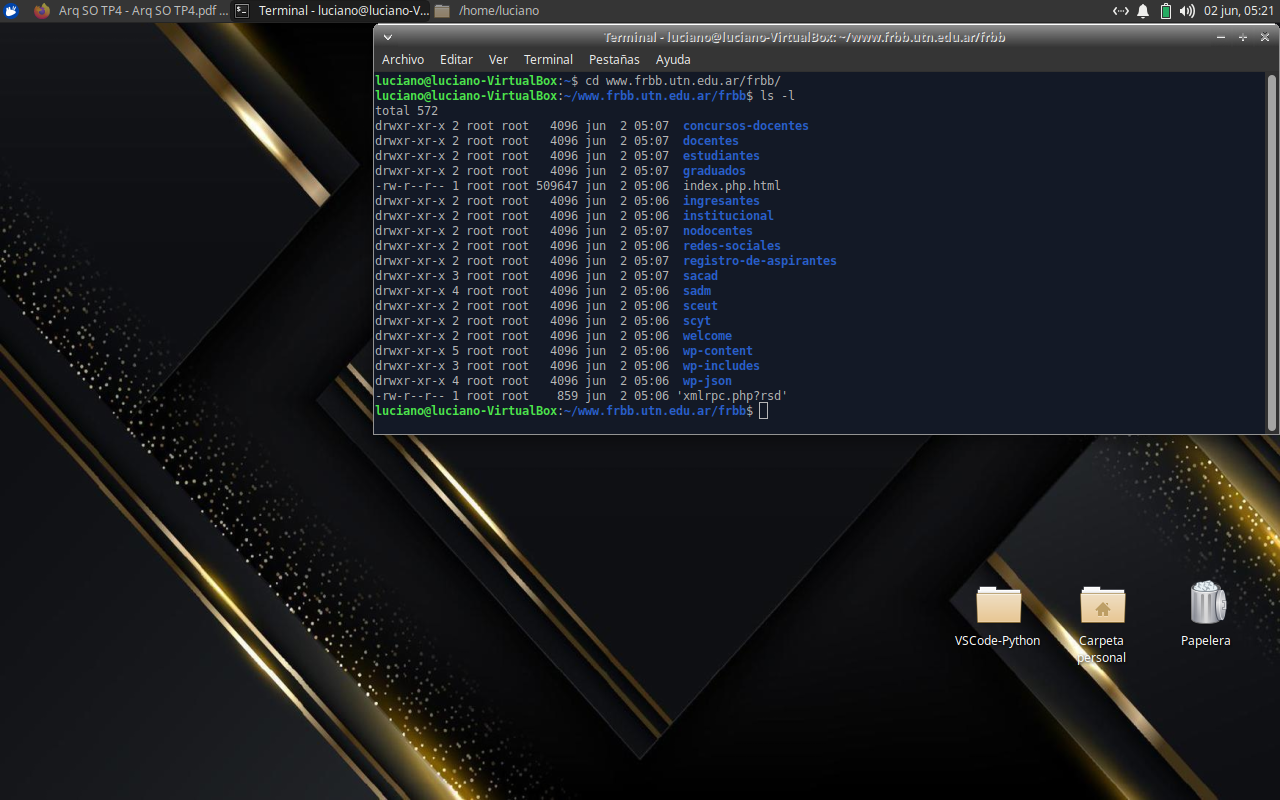 Arq SO TP4 - Arq SO TP4.pdf ...
Terminal - luciano@luciano-V...
/home/luciano
02 jun, 05:21
Terminal - luciano@luciano-VirtualBox: ~/www.frbb.utn.edu.ar/frbb
Archivo Editar Ver Terminal Pestañas Ayuda
luciano@luciano-VirtualBox:~$ cd www.frbb.utn.edu.ar/frbb/
luciano@luciano-VirtualBox:~/www.frbb.utn.edu.ar/frbb$ ls -l
total 572
drwxr-xr-x 2 root root   4096 jun  2 05:07  concursos-docentes
drwxr-xr-x 2 root root   4096 jun  2 05:07  docentes
drwxr-xr-x 2 root root   4096 jun  2 05:07  estudiantes
drwxr-xr-x 2 root root   4096 jun  2 05:07  graduados
-rw-r--r-- 1 root root 509647 jun  2 05:06  index.php.html
drwxr-xr-x 2 root root   4096 jun  2 05:06  ingresantes
drwxr-xr-x 2 root root   4096 jun  2 05:06  institucional
drwxr-xr-x 2 root root   4096 jun  2 05:07  nodocentes
drwxr-xr-x 2 root root   4096 jun  2 05:06  redes-sociales
drwxr-xr-x 2 root root   4096 jun  2 05:07  registro-de-aspirantes
drwxr-xr-x 3 root root   4096 jun  2 05:07  sacad
drwxr-xr-x 4 root root   4096 jun  2 05:06  sadm
drwxr-xr-x 2 root root   4096 jun  2 05:06  sceut
drwxr-xr-x 2 root root   4096 jun  2 05:06  scyt
drwxr-xr-x 2 root root   4096 jun  2 05:06  welcome
drwxr-xr-x 5 root root   4096 jun  2 05:06  wp-content
drwxr-xr-x 3 root root   4096 jun  2 05:06  wp-includes
drwxr-xr-x 4 root root   4096 jun  2 05:06  wp-json
-rw-r--r-- 1 root root    859 jun  2 05:06 'xmlrpc.php?rsd'
luciano@luciano-VirtualBox:~/www.frbb.utn.edu.ar/frbb$
VSCode-Python
Carpeta
personal
Papelera